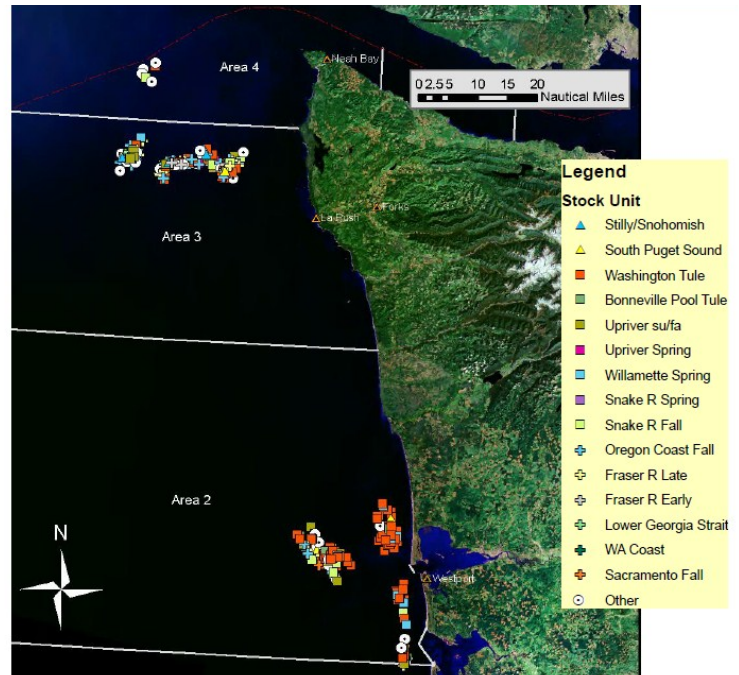 Area 4
Neah Bay
0 2.5 5 10 15 20
Nautical Miles
Area 3
La Push
Forks
Area 2
Westport
N
Legend
Stock Unit
Stilly/Snohomish
South Puget Sound
Washington Tule
Bonneville Pool Tule
Upriver su/fa
Upriver Spring
Willamette Spring
Snake R Spring
Snake R Fall
Oregon Coast Fall
Fraser R Late
Fraser R Early
Lower Georgia Strait
WA Coast
Sacramento Fall
Other